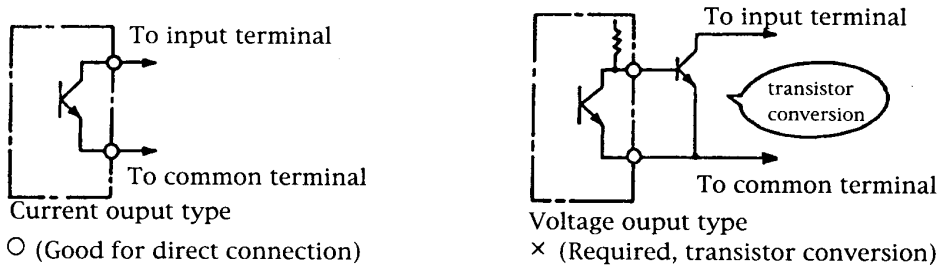 To input terminal
To common terminal
Current ouput type
○ (Good for direct connection)
To input terminal
transistor
conversion
To common terminal
Voltage ouput type
× (Required, transistor conversion)